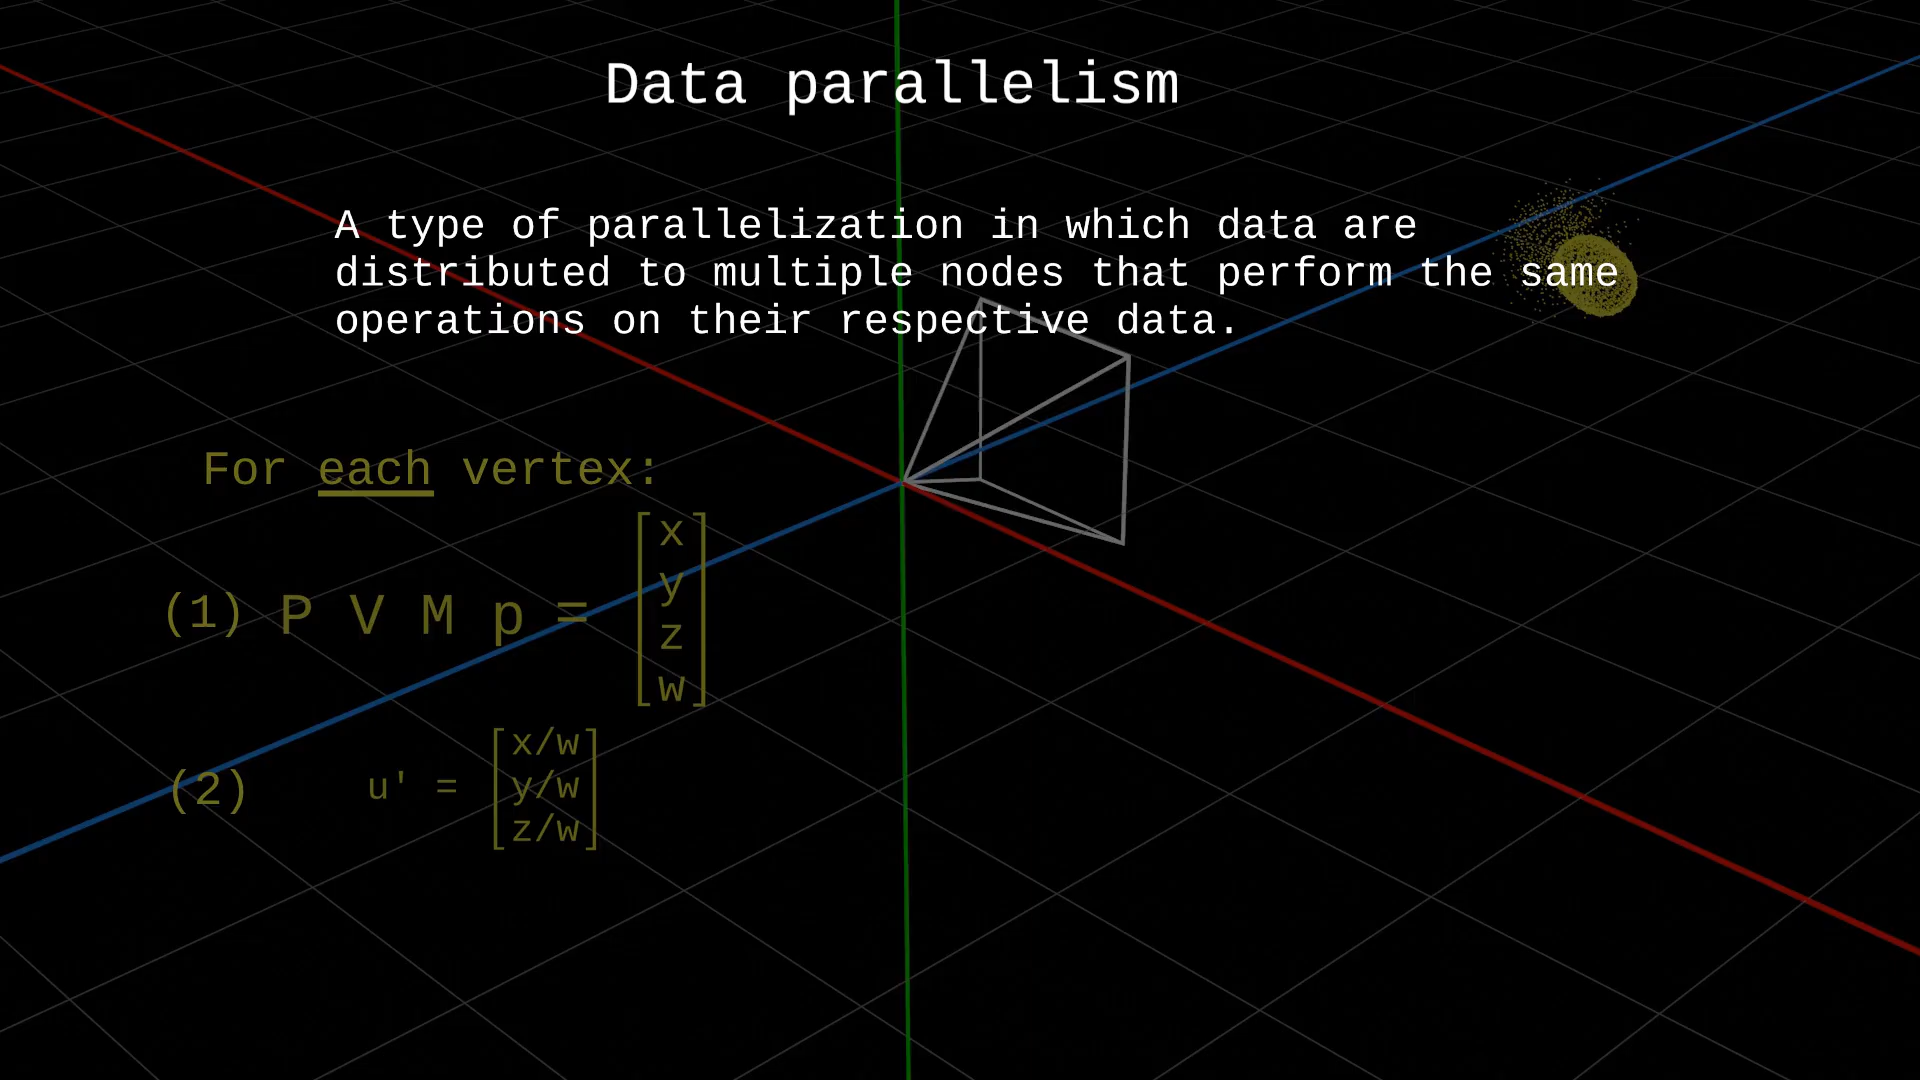 Data parallelism
A type of parallelization in which data are
distributed to multiple nodes that perform the same
operations on their respective data.
For each vertex:
(1) P V M p = [x y z w]
(2) u' = [x/w y/w z/w]